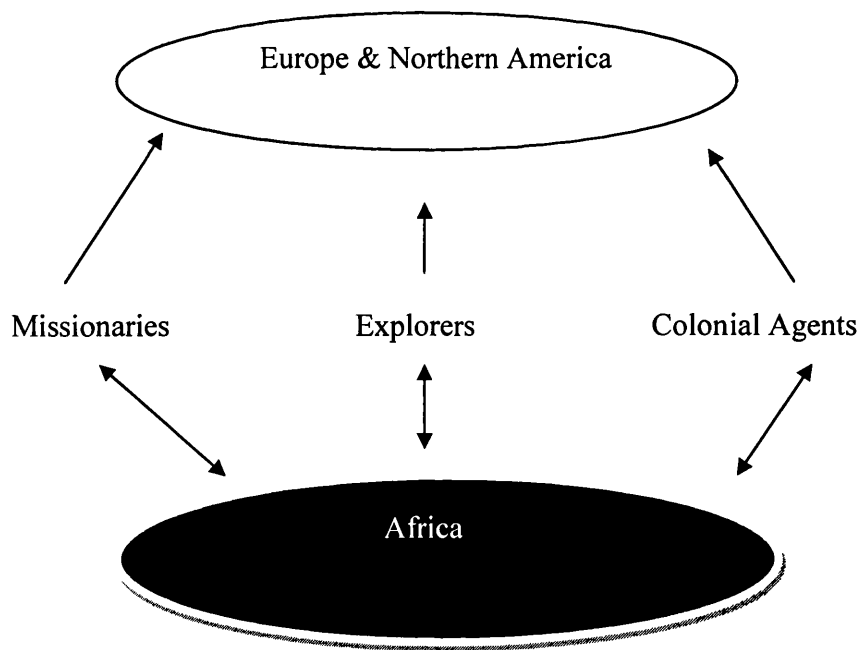 Europe & Northern America
Missionaries
Explorers
Colonial Agents
Africa